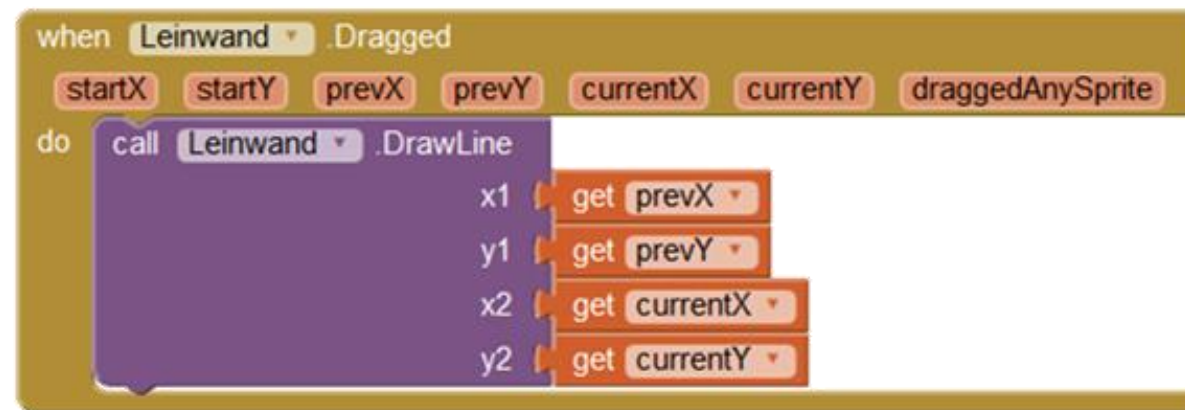 when Leinwand .Dragged
startX startY prevX prevY currentX currentY draggedAnySprite
do call Leinwand .DrawLine
x1 get prevX
y1 get prevY
x2 get currentX
y2 get currentY